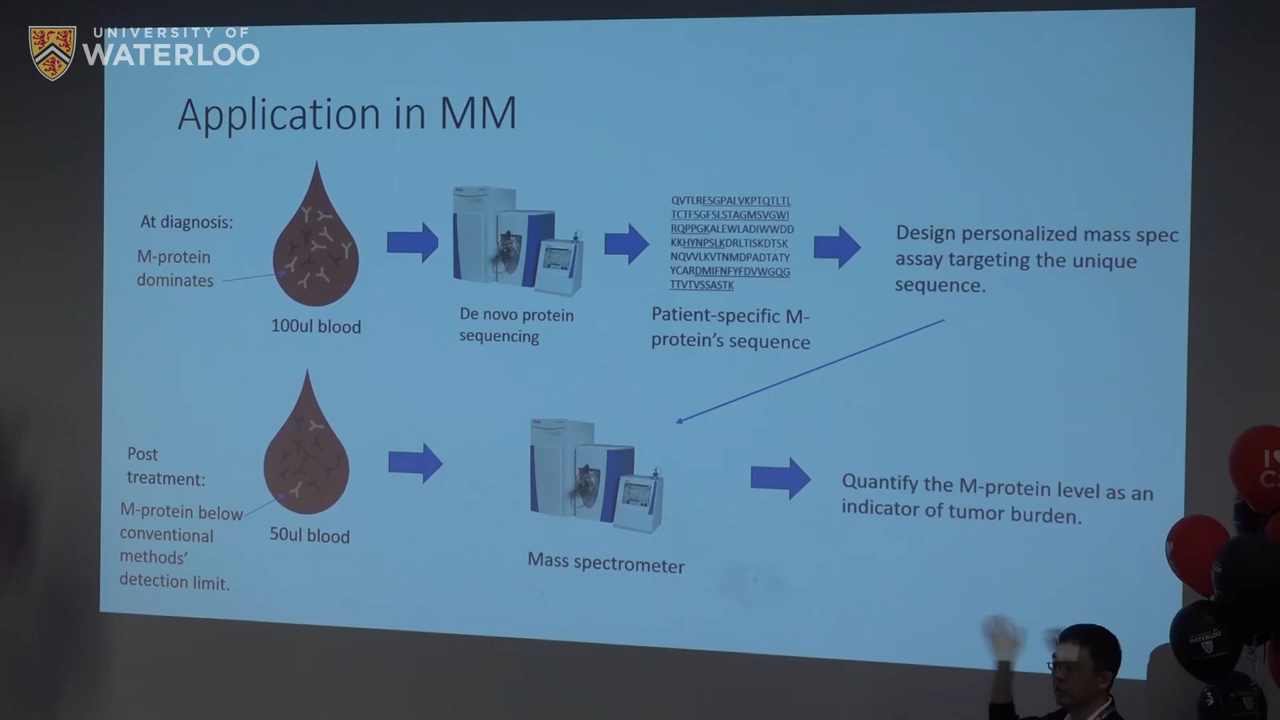 UNIVERSITY OF
WATERLOO
Application in MM
At diagnosis:
M-protein
dominates
100ul blood
De novo protein
sequencing
QVTLRESGPALVKPTQTLTL
TCTFSGFSLSTAGMSVGWI
RQPPGKALEWLADIWWDD
KKHYNPSLKDRLTISKDTSK
NQVVLKVTNMDPADTATY
YCARDMIFNFYFDVWGQG
TTVTVSSASTK
Patient-specific M-
protein's sequence
Design personalized mass spec
assay targeting the unique
sequence.
Post
treatment:
M-protein below
conventional
methods'
detection limit.
50ul blood
Mass spectrometer
Quantify the M-protein level as an
indicator of tumor burden.
I
WATERLOO